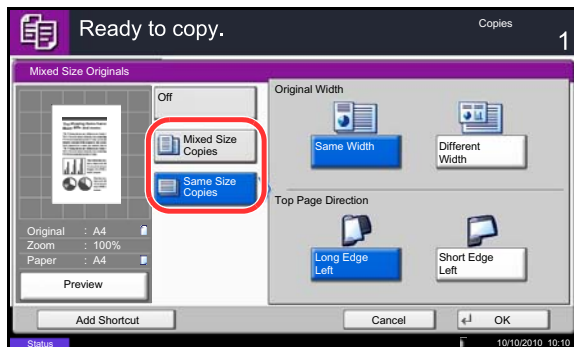 Ready to copy.
Copies
1
Mixed Size Originals
Off
Mixed Size
Copies
Same Size
Copies
Original Width
Same Width
Different
Width
Top Page Direction
Long Edge
Left
Short Edge
Left
Original : A4
Zoom : 100%
Paper : A4
Preview
Add Shortcut
Cancel
OK
Status
10/10/2010 10:10